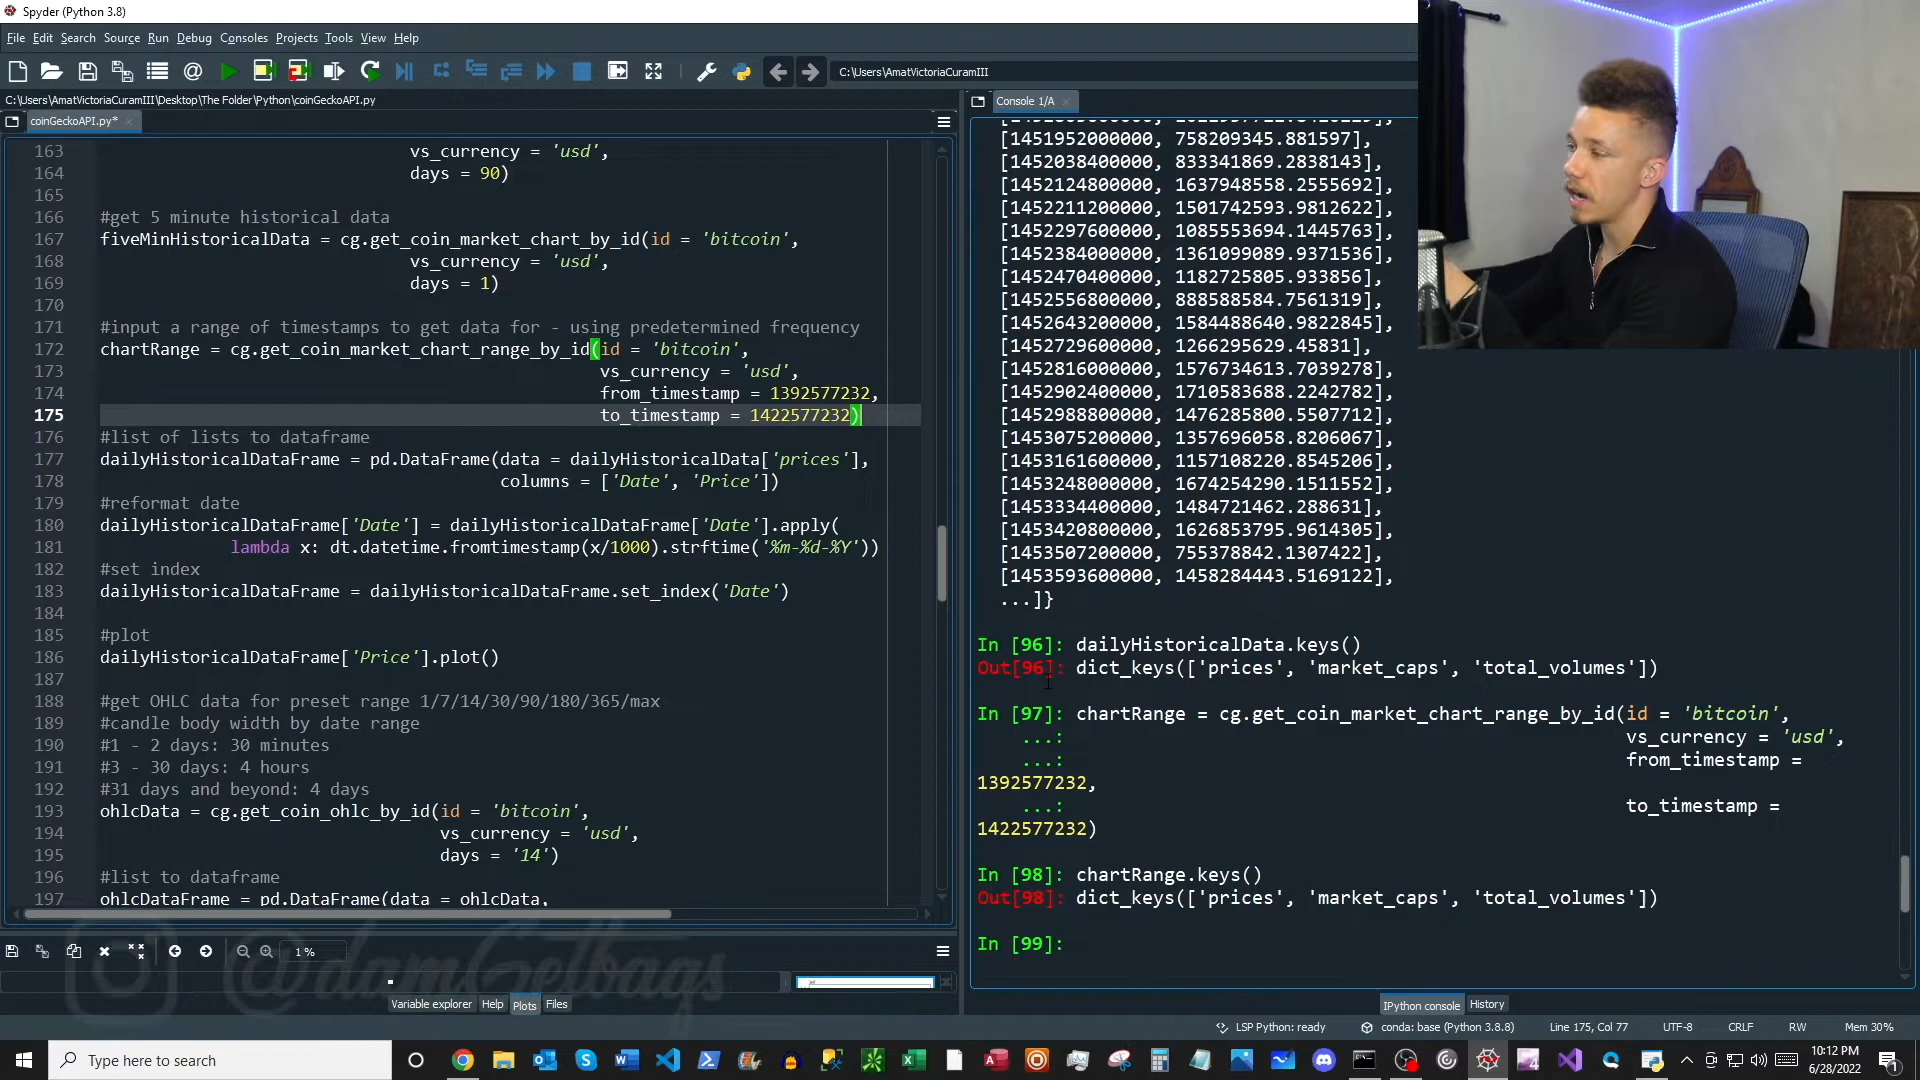 Spyder (Python 3.8)
File Edit Search Source Run Debug Consoles Projects Tools View Help
C:\Users\AmatVictoriaCuramIII
C:\Users\AmatVictoriaCuramIII\Desktop\The Folder\Python\coinGeckoAPI.py
coinGeckoAPI.py*
163 vs_currency = 'usd',
164 days = 90)
165
166 #get 5 minute historical data
167 fiveMinHistoricalData = cg.get_coin_market_chart_by_id(id = 'bitcoin',
168 vs_currency = 'usd',
169 days = 1)
170
171 #input a range of timestamps to get data for - using predetermined frequency
172 chartRange = cg.get_coin_market_chart_range_by_id(id = 'bitcoin',
173 vs_currency = 'usd',
174 from_timestamp = 1392577232,
175 to_timestamp = 1422577232)
176 #list of lists to dataframe
177 dailyHistoricalDataFrame = pd.DataFrame(data = dailyHistoricalData['prices'],
178 columns = ['Date', 'Price'])
179 #reformat date
180 dailyHistoricalDataFrame['Date'] = dailyHistoricalDataFrame['Date'].apply(
181 lambda x: dt.datetime.fromtimestamp(x/1000).strftime('%m-%d-%Y'))
182 #set index
183 dailyHistoricalDataFrame = dailyHistoricalDataFrame.set_index('Date')
184
185 #plot
186 dailyHistoricalDataFrame['Price'].plot()
187
188 #get OHLC data for preset range 1/7/14/30/90/180/365/max
189 #candle body width by date range
190 #1 - 2 days: 30 minutes
191 #3 - 30 days: 4 hours
192 #31 days and beyond: 4 days
193 ohlcData = cg.get_coin_ohlc_by_id(id = 'bitcoin',
194 vs_currency = 'usd',
195 days = '14')
196 #list to dataframe
197 ohlcDataFrame = pd.DataFrame(data = ohlcData,
@damGetbags
1 %
Variable explorer Help Plots Files
Console 1/A
[1451952000000, 758209345.881597],
[1452038400000, 833341869.2838143],
[1452124800000, 1637948558.2555692],
[1452211200000, 1501742593.9812622],
[1452297600000, 1085553694.1445763],
[1452384000000, 1361099089.9371536],
[1452470400000, 1182725805.933856],
[1452556800000, 888588584.7561319],
[1452643200000, 1584488640.9822845],
[1452729600000, 1266295629.45831],
[1452816000000, 1576734613.7039278],
[1452902400000, 1710583688.2242782],
[1452988800000, 1476285800.5507712],
[1453075200000, 1357696058.8206067],
[1453161600000, 1157108220.8545206],
[1453248000000, 1674254290.1511552],
[1453334400000, 1484721462.288631],
[1453420800000, 1626853795.9614305],
[1453507200000, 755378842.1307422],
[1453593600000, 1458284443.5169122],
...]}
In [96]: dailyHistoricalData.keys()
Out[96]: dict_keys(['prices', 'market_caps', 'total_volumes'])
In [97]: chartRange = cg.get_coin_market_chart_range_by_id(id = 'bitcoin',
...: vs_currency = 'usd',
...: from_timestamp =
1392577232,
...: to_timestamp =
1422577232)
In [98]: chartRange.keys()
Out[98]: dict_keys(['prices', 'market_caps', 'total_volumes'])
In [99]:
IPython console History
LSP Python: ready conda: base (Python 3.8.8) Line 175, Col 77 UTF-8 CRLF RW Mem 30%
Type here to search
10:12 PM
6/28/2022